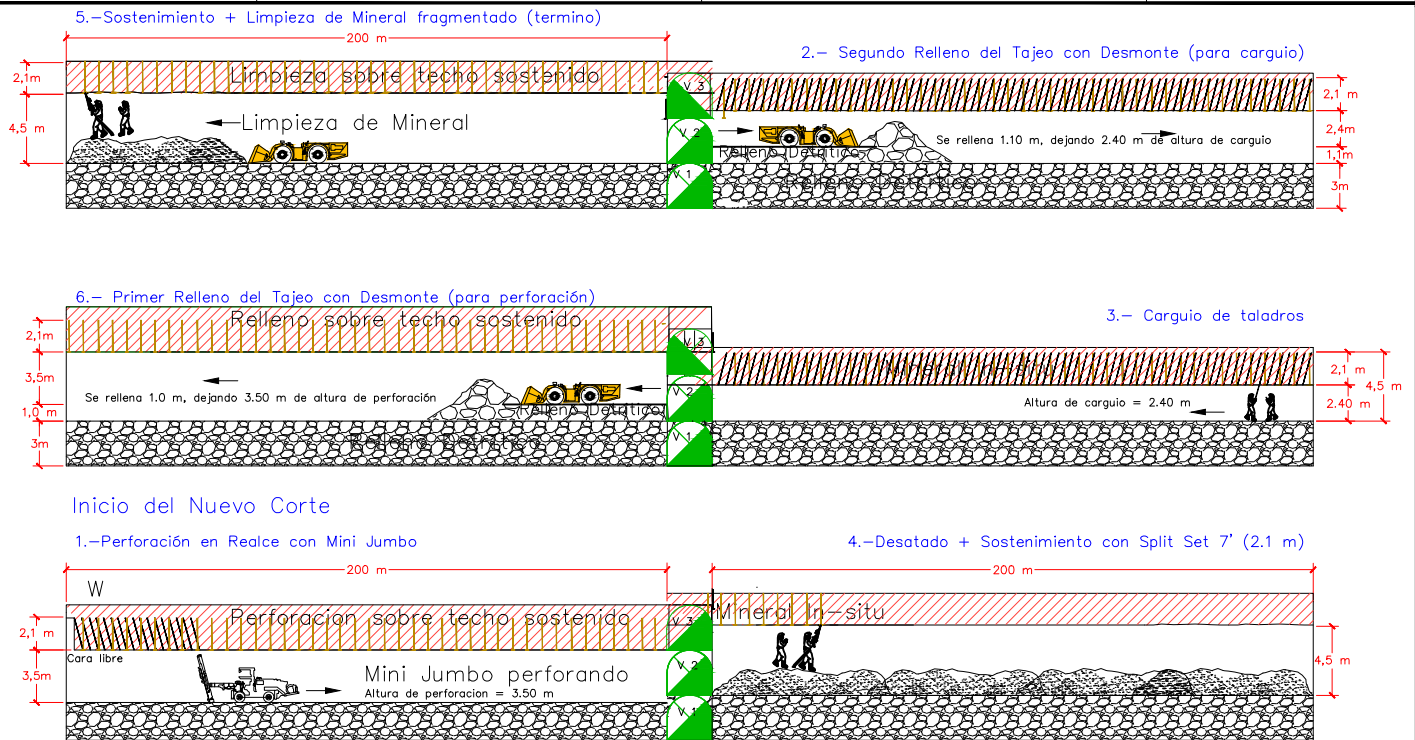 5.-Sostenimiento + Limpieza de Mineral fragmentado (termino)
200 m
2,1m
Limpieza sobre techo sostenido
4,5 m
Limpieza de Mineral
V.3
V.2
V.1
2.- Segundo Relleno del Tajeo con Desmonte (para carguio)
2,1 m
2,4m
Se rellena 1.10 m, dejando 2.40 m de altura de carguio
1,1m
Relleno Detritico
Relleno Detritico
3m
6.- Primer Relleno del Tajeo con Desmonte (para perforación)
Relleno sobre techo sostenido
2,1m
3,5m
Se rellena 1.0 m, dejando 3.50 m de altura de perforación
1,0 m
Relleno Detritico
Relleno Detritico
3m
V.3
V.2
V.1
3.- Carguio de taladros
Mineral In-situ
2,1 m
4,5 m
Altura de carguio = 2.40 m
2.40 m
Inicio del Nuevo Corte
1.-Perforación en Realce con Mini Jumbo
200 m
W
Perforacion sobre techo sostenido
2,1 m
Cara libre
3,5m
Mini Jumbo perforando
Altura de perforacion = 3.50 m
V.3
V.2
V.1
4.-Desatado + Sostenimiento con Split Set 7' (2.1 m)
200 m
Mineral In-situ
4,5 m